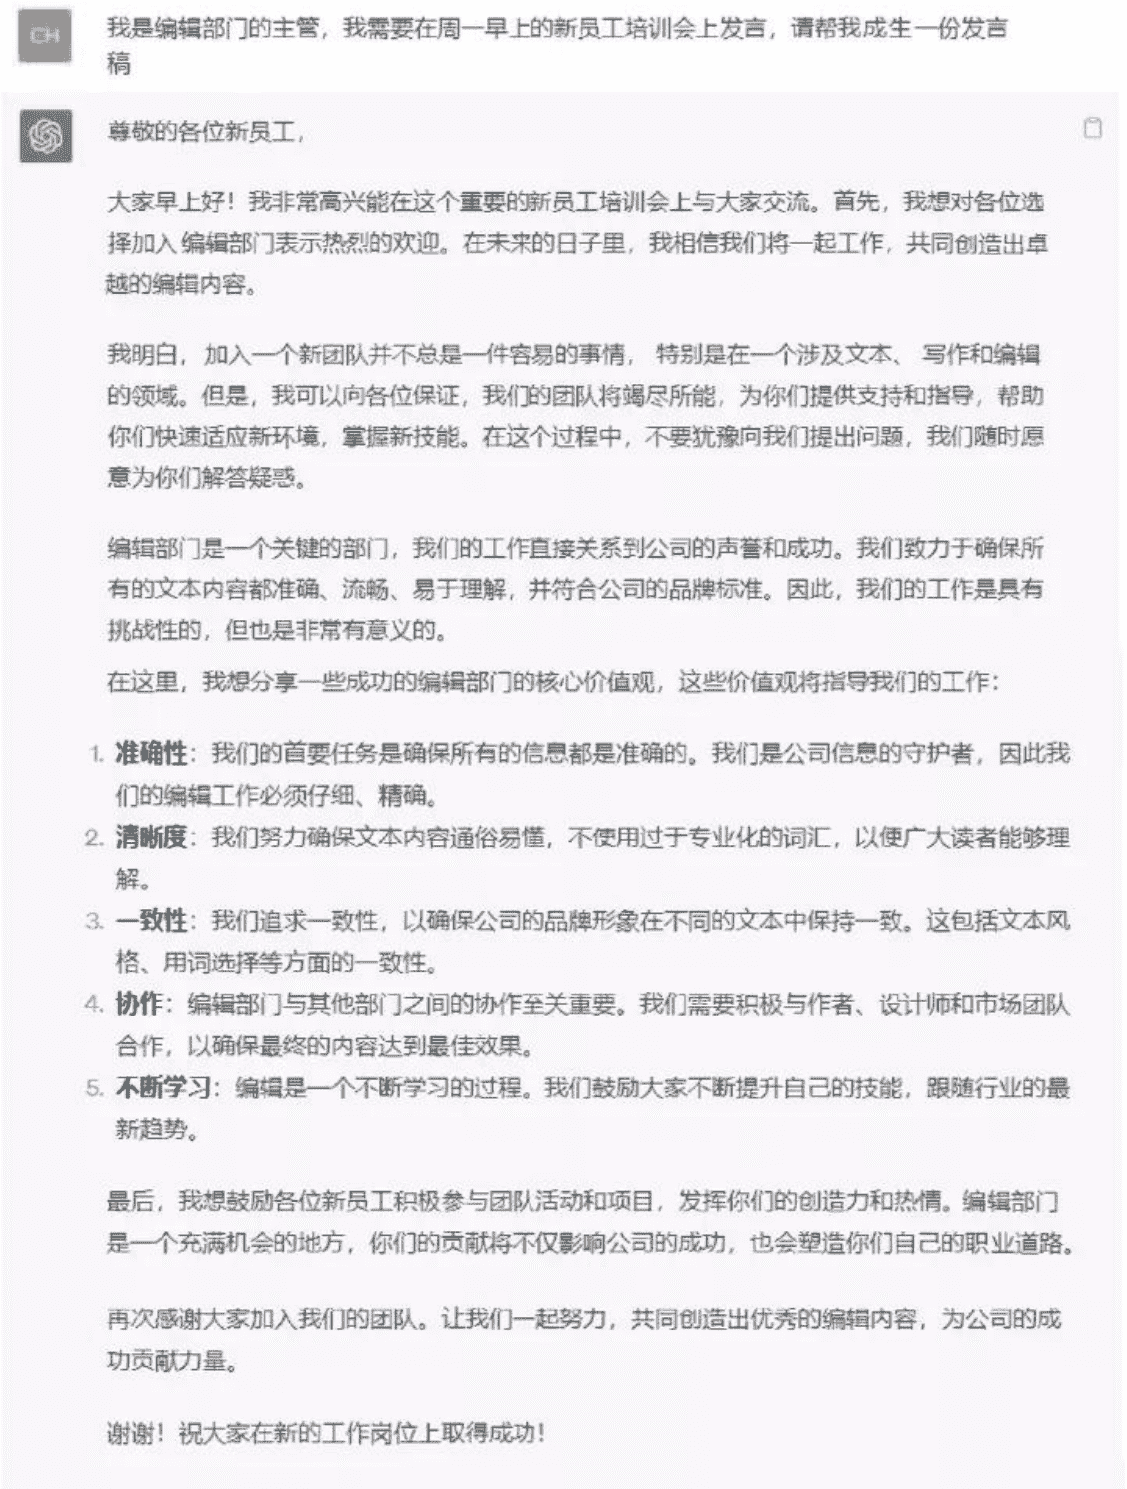 CH
我是编辑部门的主管，我需要在周一早上的新员工培训会上发言，请帮我成生一份发言
稿
尊敬的各位新员工，
大家早上好！我非常高兴能在这个重要的新员工培训会上与大家交流。首先，我想对各位选
择加入编辑部门表示热烈的欢迎。在未来的日子里，我相信我们将一起工作，共同创造出卓
越的编辑内容。
我明白，加入一个新团队并不总是一件容易的事情，特别是在一个涉及文本、写作和编辑
的领域。但是，我可以向各位保证，我们的团队将竭尽所能，为你们提供支持和指导，帮助
你们快速适应新环境，掌握新技能。在这个过程中，不要犹豫向我们提出问题，我们随时愿
意为你们解答疑惑。
编辑部门是一个关键的部门，我们的工作直接关系到公司的声誉和成功。我们致力于确保所
有的文本内容都准确、流畅、易于理解，并符合公司的品牌标准。因此，我们的工作是具有
挑战性的，但也是非常有意义的。
在这里，我想分享一些成功的编辑部门的核心价值观，这些价值观将指导我们的工作：
1. 准确性：我们的首要任务是确保所有的信息都是准确的。我们是公司信息的守护者，因此我
们的编辑工作必须仔细、精确。
2. 清晰度：我们努力确保文本内容通俗易懂，不使用过于专业化的词汇，以便广大读者能够理
解。
3. 一致性：我们追求一致性，以确保公司的品牌形象在不同的文本中保持一致。这包括文本风
格、用词选择等方面的一致性。
4. 协作：编辑部门与其他部门之间的协作至关重要。我们需要积极与作者、设计师和市场团队
合作，以确保最终的内容达到最佳效果。
5. 不断学习：编辑是一个不断学习的过程。我们鼓励大家不断提升自己的技能，跟随行业的最
新趋势。
最后，我想鼓励各位新员工积极参与团队活动和项目，发挥你们的创造力和热情。编辑部门
是一个充满机会的地方，你们的贡献将不仅影响公司的成功，也会塑造你们自己的职业道路。
再次感谢大家加入我们的团队。让我们一起努力，共同创造出优秀的编辑内容，为公司的成
功贡献力量。
谢谢！祝大家在新的工作岗位上取得成功！